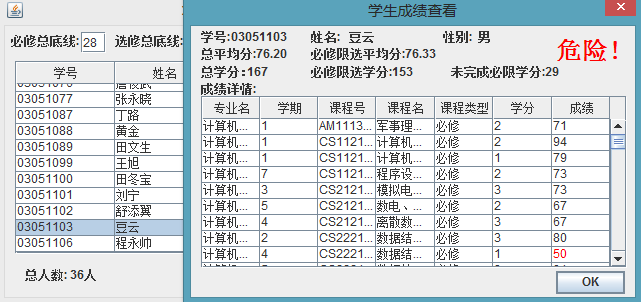 学生成绩查看
必修总底线: 28 选修总底线:
学号 姓名
03051077 张永晓
03051087 丁路
03051088 黄金
03051089 田文生
03051099 王旭
03051100 田冬宝
03051101 刘宁
03051102 舒添翼
03051103 豆云
03051106 程永帅
总人数: 36人
学号:03051103 姓名: 豆云 性别: 男
危险!
总平均分:76.20 必修限选平均分:76.33
总学分:167 必修限选学分:153 未完成必限学分:29
成绩详情:
专业名 学期 课程号 课程名 课程类型 学分 成绩
计算机... 1 AM1113... 军事理... 必修 2 71
计算机... 1 CS1121... 计算机... 必修 2 94
计算机... 1 CS1121... 计算机... 必修 1 79
计算机... 7 CS1121... 程序设... 必修 2 73
计算机... 3 CS2121... 模拟电... 必修 3 73
计算机... 5 CS2121... 数电、... 必修 2 67
计算机... 4 CS2121... 离散数... 必修 3 67
计算机... 2 CS2221... 数据结... 必修 3 80
计算机... 4 CS2221... 数据结... 必修 1 50
OK